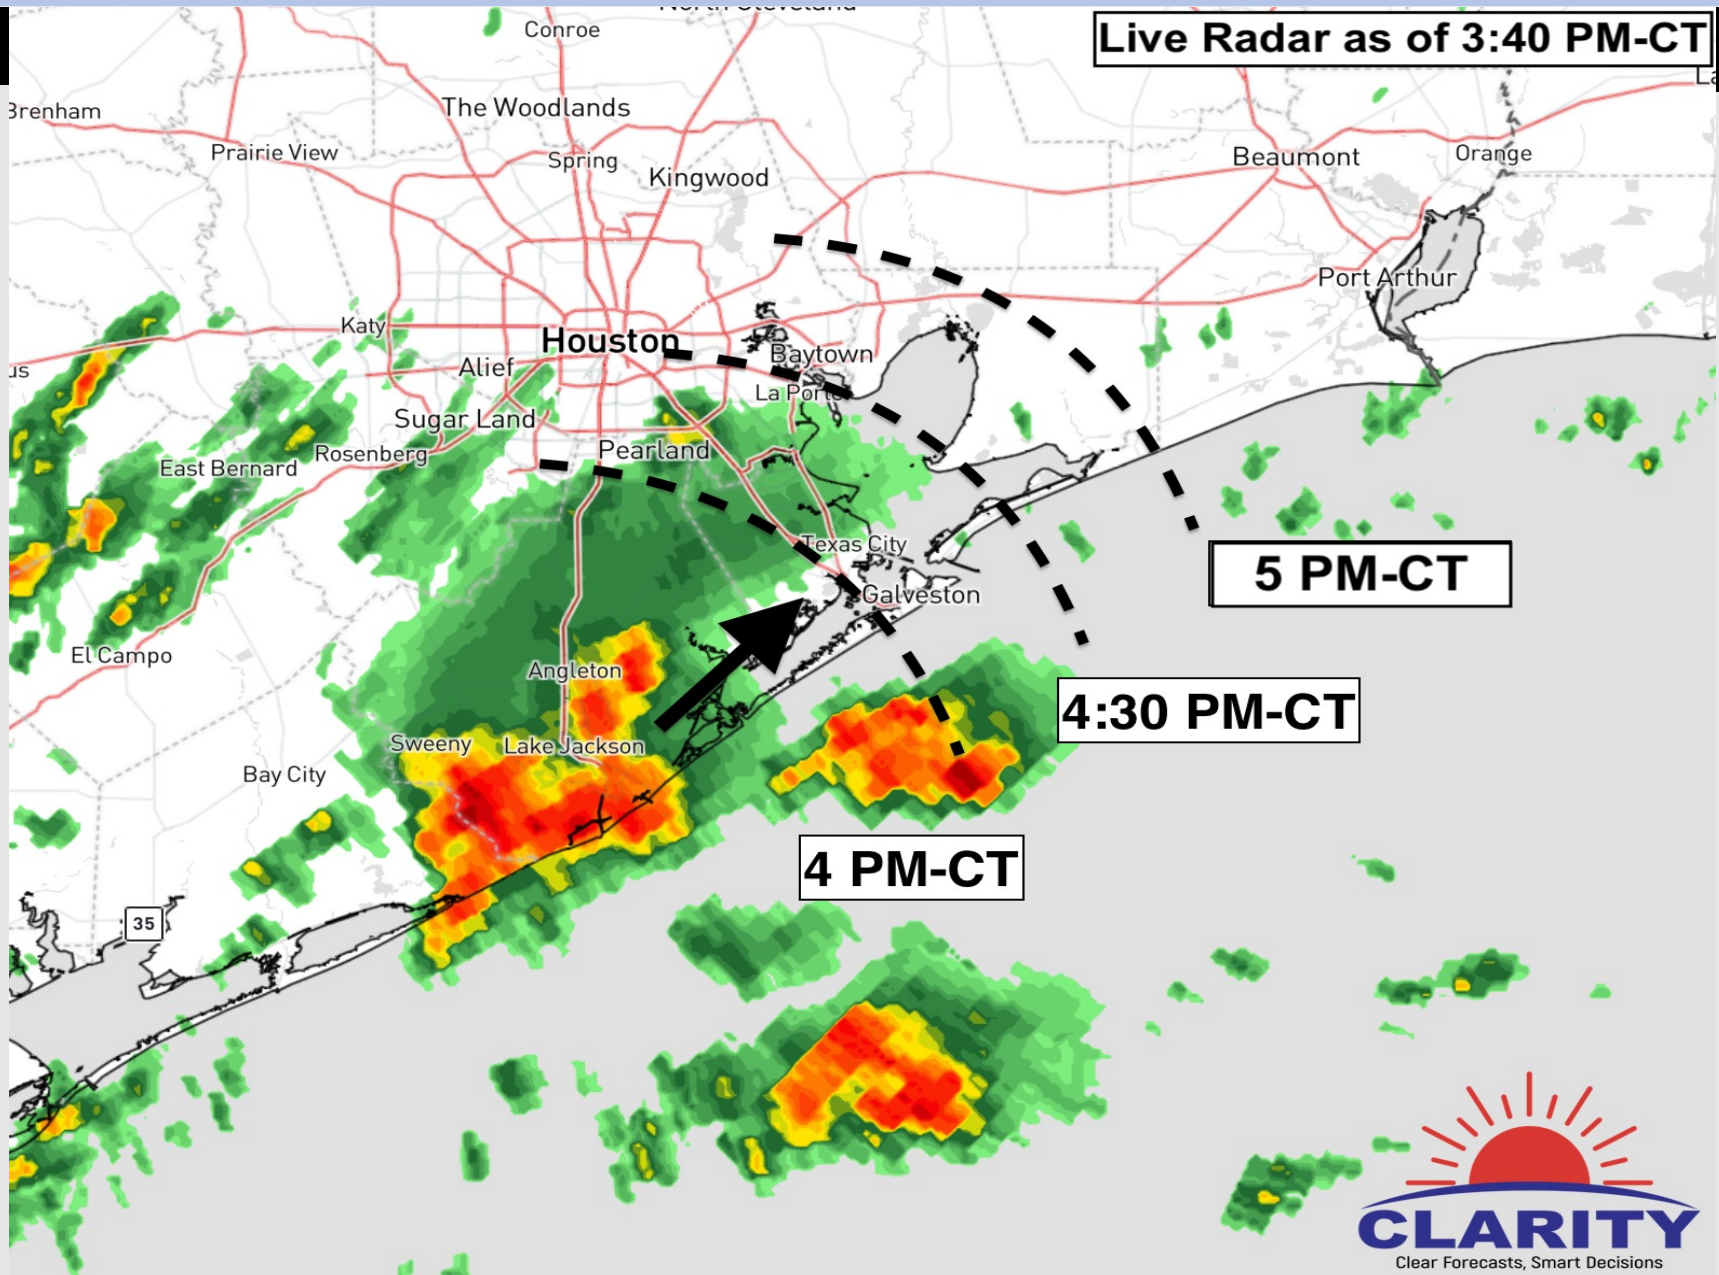 Conroe
Live Radar as of 3:40 PM-CT
The Woodlands
Prairie View
Spring
Kingwood
Beaumont
Orange
Port Arthur
Katy
Houston
Baytown
Alief
La Porte
Sugar Land
Pearland
Rosenberg
East Bernard
Texas City
5 PM-CT
Galveston
El Campo
Angleton
4:30 PM-CT
Sweeny
Lake Jackson
Bay City
4 PM-CT
35
CLARITY
Clear Forecasts, Smart Decisions